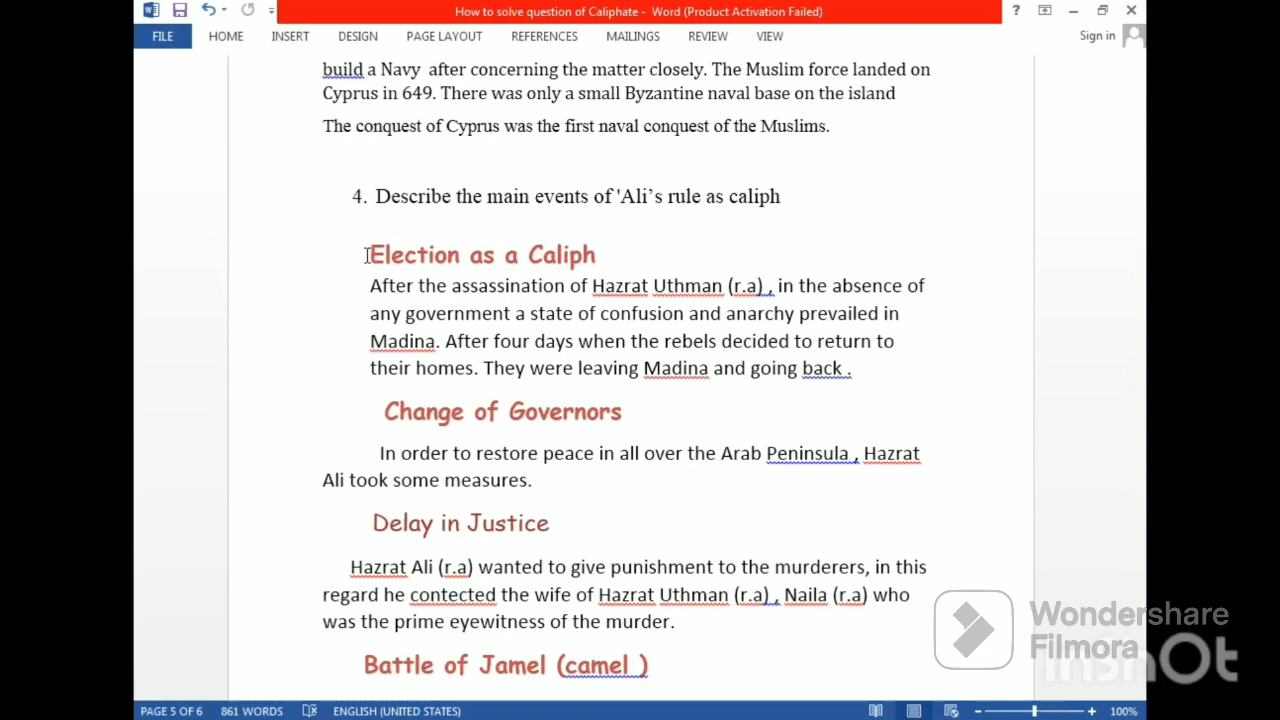 How to solve question of Caliphate - Word (Product Activation Failed)
?
FILE HOME INSERT DESIGN PAGE LAYOUT REFERENCES MAILINGS REVIEW VIEW Sign in
build a Navy after concerning the matter closely. The Muslim force landed on
Cyprus in 649. There was only a small Byzantine naval base on the island
The conquest of Cyprus was the first naval conquest of the Muslims.
4. Describe the main events of 'Ali’s rule as caliph
Election as a Caliph
After the assassination of Hazrat Uthman (r.a) , in the absence of
any government a state of confusion and anarchy prevailed in
Madina. After four days when the rebels decided to return to
their homes. They were leaving Madina and going back .
Change of Governors
In order to restore peace in all over the Arab Peninsula , Hazrat
Ali took some measures.
Delay in Justice
Hazrat Ali (r.a) wanted to give punishment to the murderers, in this
regard he contected the wife of Hazrat Uthman (r.a) , Naila (r.a) who
was the prime eyewitness of the murder.
Battle of Jamel (camel )
Wondershare
Filmora
InShOt
PAGE 5 OF 6 861 WORDS ENGLISH (UNITED STATES) 100%